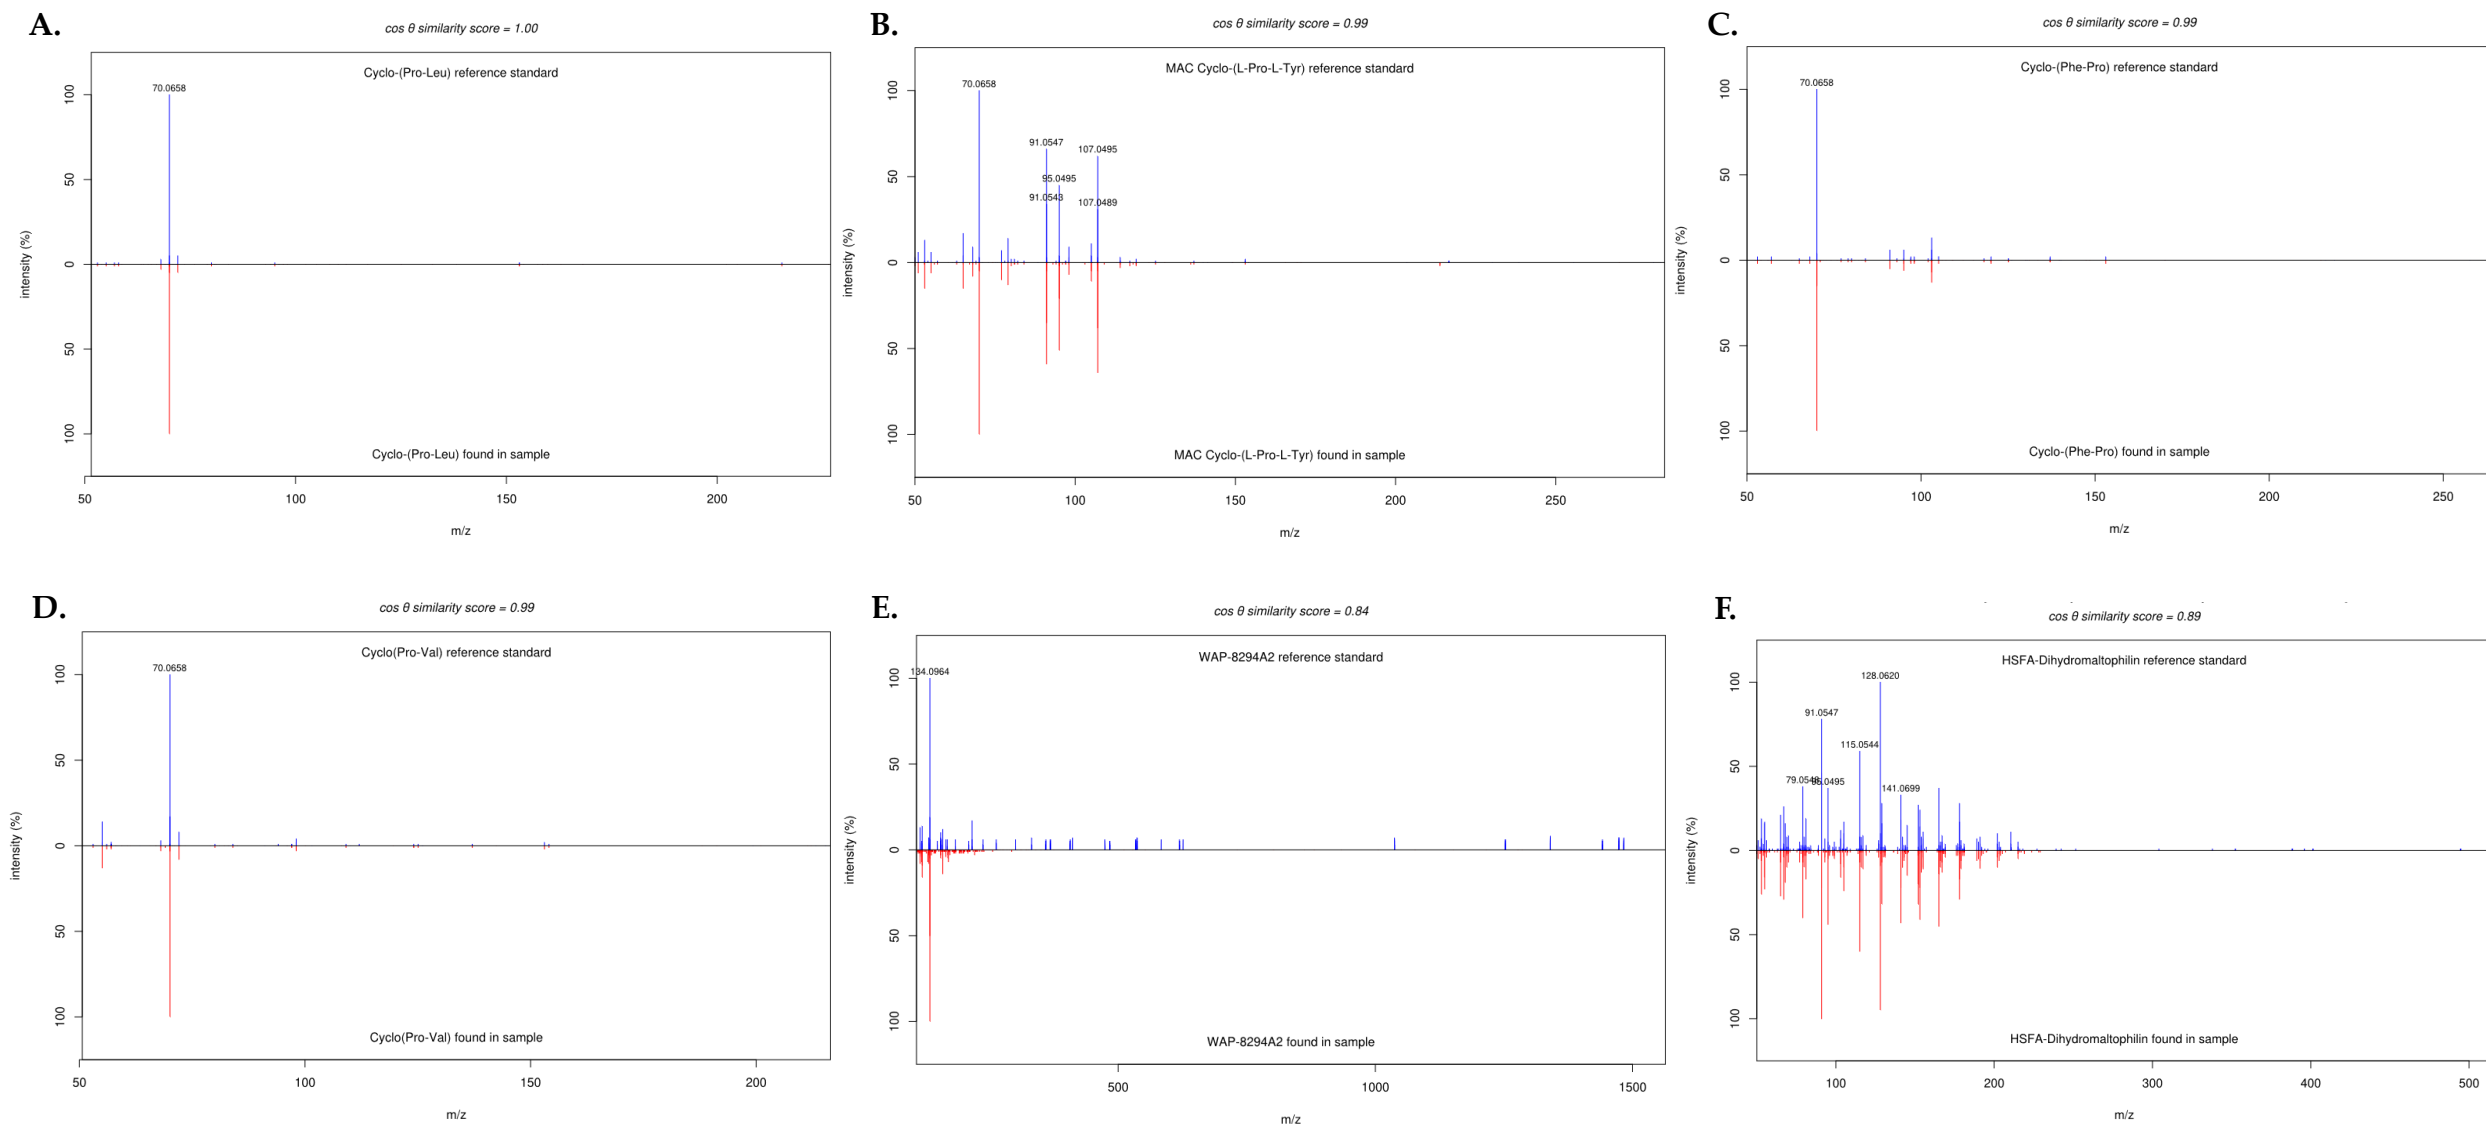 A.
cos θ similarity score = 1.00
Cyclo-(Pro-Leu) reference standard
70.0658
intensity (%)
100
50
0
50
100
Cyclo-(Pro-Leu) found in sample
50 100 150 200
m/z
B.
cos θ similarity score = 0.99
MAC Cyclo-(L-Pro-L-Tyr) reference standard
70.0658
91.0547
107.0495
95.0495
91.0543
107.0489
intensity (%)
100
50
0
50
100
MAC Cyclo-(L-Pro-L-Tyr) found in sample
50 100 150 200 250
m/z
C.
cos θ similarity score = 0.99
Cyclo-(Phe-Pro) reference standard
70.0658
intensity (%)
100
50
0
50
100
Cyclo-(Phe-Pro) found in sample
50 100 150 200 250
m/z
D.
cos θ similarity score = 0.99
Cyclo(Pro-Val) reference standard
70.0658
intensity (%)
100
50
0
50
100
Cyclo(Pro-Val) found in sample
50 100 150 200
m/z
E.
cos θ similarity score = 0.84
WAP-8294A2 reference standard
134.0964
intensity (%)
100
50
0
50
100
WAP-8294A2 found in sample
500 1000 1500
m/z
F.
cos θ similarity score = 0.89
HSFA-Dihydromaltophilin reference standard
128.0620
91.0547
115.0544
95.0495
141.0699
intensity (%)
100
50
0
50
100
HSFA-Dihydromaltophilin found in sample
100 200 300 400 500
m/z